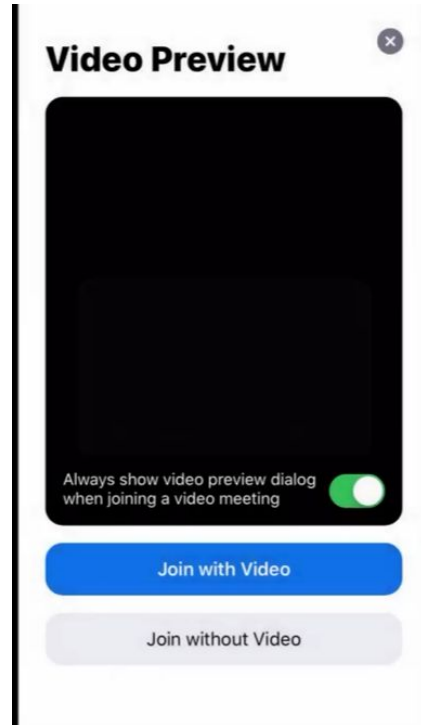 Video Preview
Always show video preview dialog
when joining a video meeting
Join with Video
Join without Video